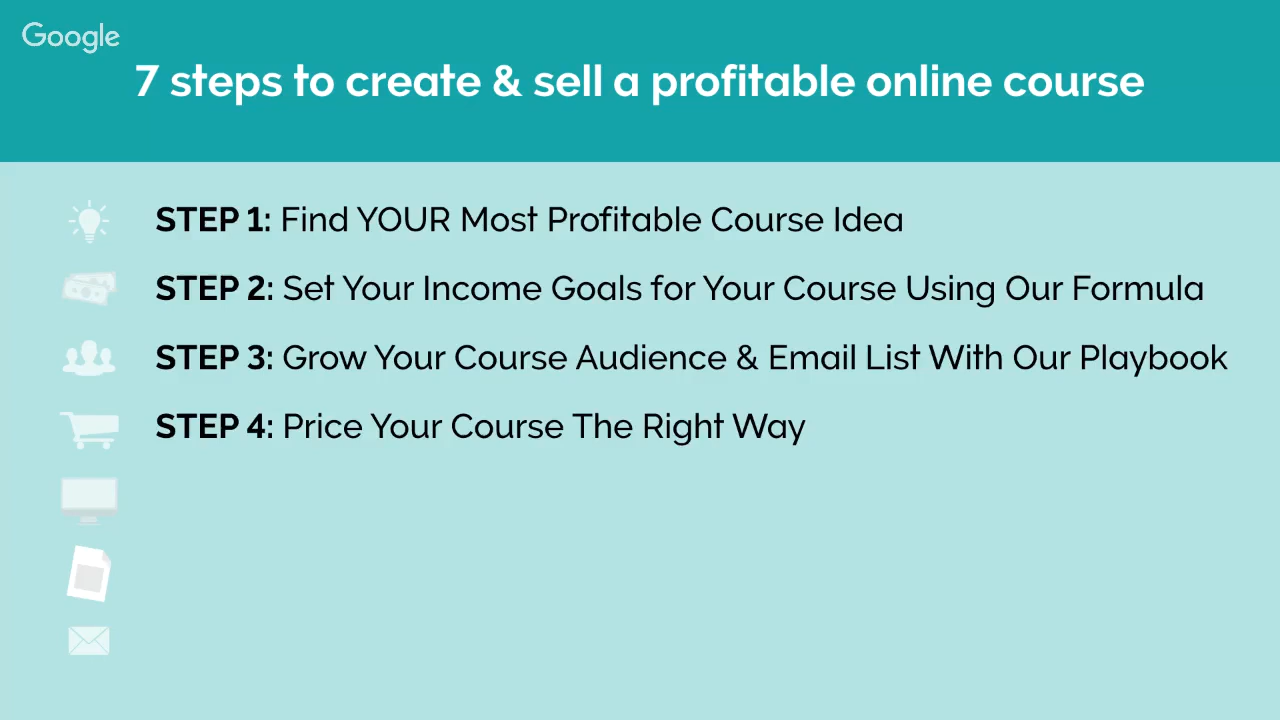 Google
7 steps to create & sell a profitable online course
STEP 1: Find YOUR Most Profitable Course Idea
STEP 2: Set Your Income Goals for Your Course Using Our Formula
STEP 3: Grow Your Course Audience & Email List With Our Playbook
STEP 4: Price Your Course The Right Way